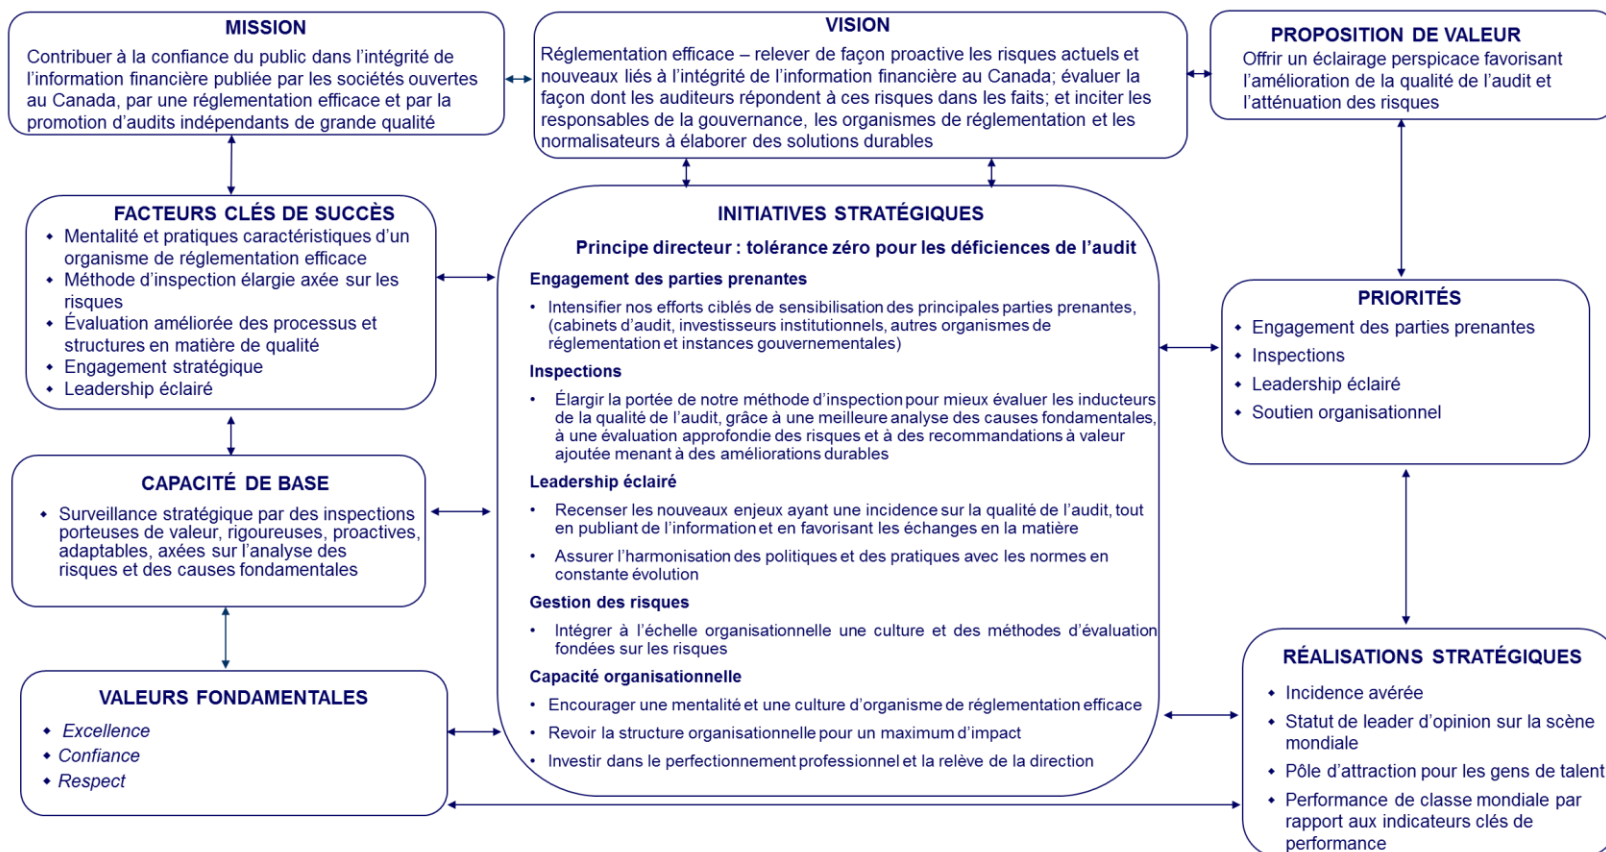 MISSION
Contribuer à la confiance du public dans l’intégrité de
l’information financière publiée par les sociétés ouvertes
au Canada, par une réglementation efficace et par la
promotion d’audits indépendants de grande qualité
VISION
Réglementation efficace – relever de façon proactive les risques actuels et
nouveaux liés à l’intégrité de l’information financière au Canada; évaluer la
façon dont les auditeurs répondent à ces risques dans les faits; et inciter les
responsables de la gouvernance, les organismes de réglementation et les
normalisateurs à élaborer des solutions durables
PROPOSITION DE VALEUR
Offrir un éclairage perspicace favorisant
l’amélioration de la qualité de l’audit et
l’atténuation des risques
FACTEURS CLÉS DE SUCCÈS
◆ Mentalité et pratiques caractéristiques d’un
organisme de réglementation efficace
◆ Méthode d’inspection élargie axée sur les
risques
◆ Évaluation améliorée des processus et
structures en matière de qualité
◆ Engagement stratégique
◆ Leadership éclairé
CAPACITÉ DE BASE
◆ Surveillance stratégique par des inspections
porteuses de valeur, rigoureuses, proactives,
adaptables, axées sur l’analyse des
risques et des causes fondamentales
VALEURS FONDAMENTALES
◆ Excellence
◆ Confiance
◆ Respect
INITIATIVES STRATÉGIQUES
Principe directeur : tolérance zéro pour les déficiences de l’audit
Engagement des parties prenantes
• Intensifier nos efforts ciblés de sensibilisation des principales parties prenantes,
(cabinets d’audit, investisseurs institutionnels, autres organismes de
réglementation et instances gouvernementales)
Inspections
• Élargir la portée de notre méthode d’inspection pour mieux évaluer les inducteurs
de la qualité de l’audit, grâce à une meilleure analyse des causes fondamentales,
à une évaluation approfondie des risques et à des recommandations à valeur
ajoutée menant à des améliorations durables
Leadership éclairé
• Recenser les nouveaux enjeux ayant une incidence sur la qualité de l’audit, tout
en publiant de l’information et en favorisant les échanges en la matière
• Assurer l’harmonisation des politiques et des pratiques avec les normes en
constante évolution
Gestion des risques
• Intégrer à l’échelle organisationnelle une culture et des méthodes d’évaluation
fondées sur les risques
Capacité organisationnelle
• Encourager une mentalité et une culture d’organisme de réglementation efficace
• Revoir la structure organisationnelle pour un maximum d’impact
• Investir dans le perfectionnement professionnel et la relève de la direction
PRIORITÉS
◆ Engagement des parties prenantes
◆ Inspections
◆ Leadership éclairé
◆ Soutien organisationnel
RÉALISATIONS STRATÉGIQUES
◆ Incidence avérée
◆ Statut de leader d’opinion sur la scène
mondiale
◆ Pôle d’attraction pour les gens de talent
◆ Performance de classe mondiale par
rapport aux indicateurs clés de
performance